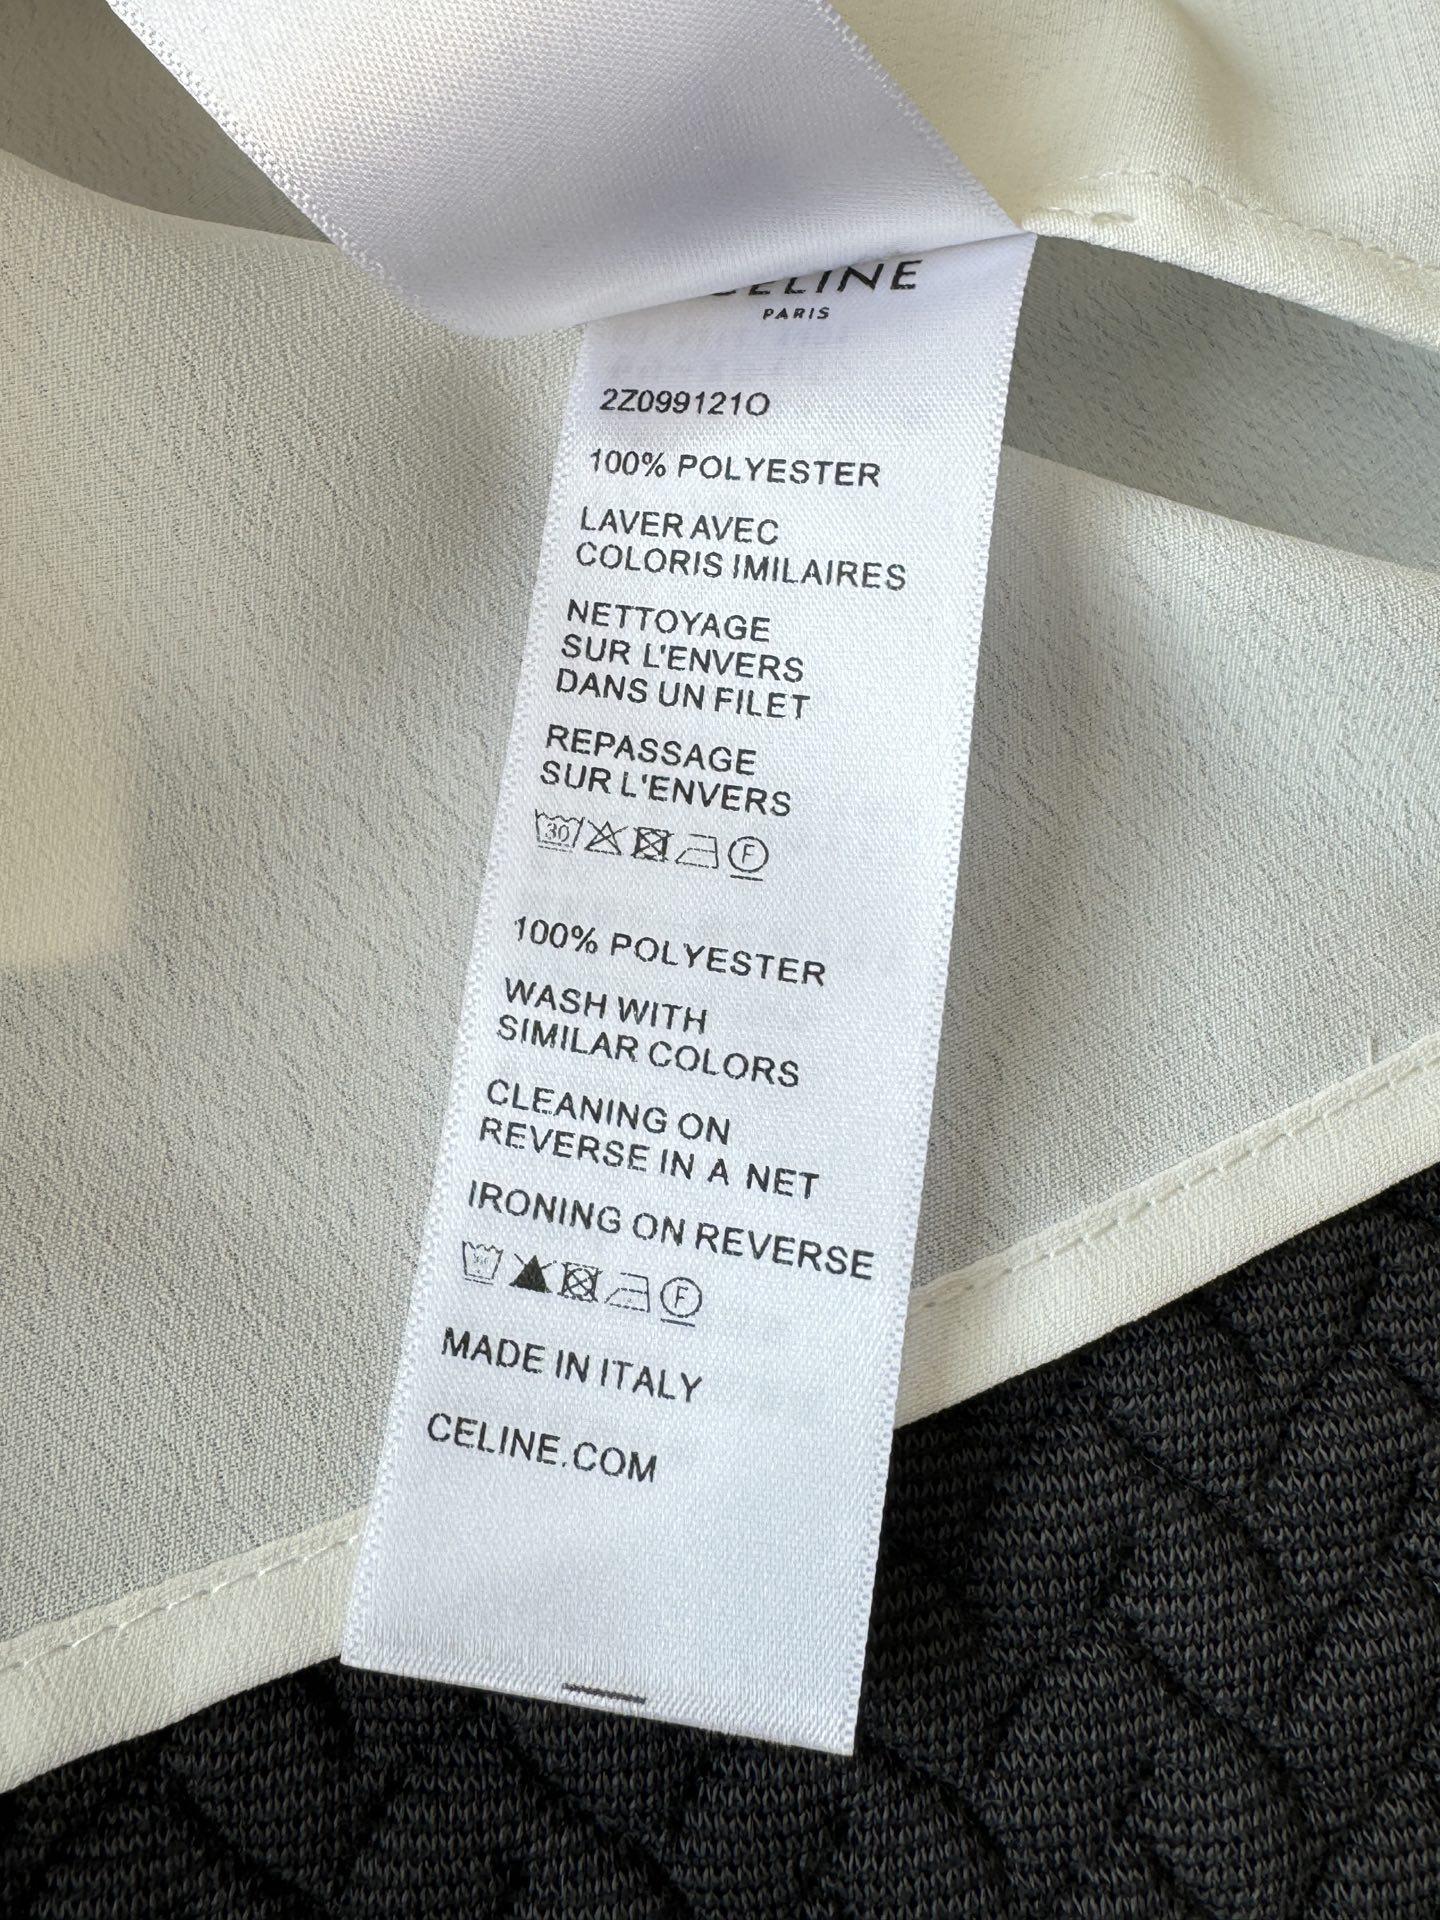 CELINE
PARIS
2Z099121O
100% POLYESTER
LAVER AVEC
COLORIS IMILAIRES
NETTOYAGE
SUR L'ENVERS
DANS UN FILET
REPASSAGE
SUR L'ENVERS
30
F
100% POLYESTER
WASH WITH
SIMILAR COLORS
CLEANING ON
REVERSE IN A NET
IRONING ON REVERSE
F
MADE IN ITALY
CELINE.COM